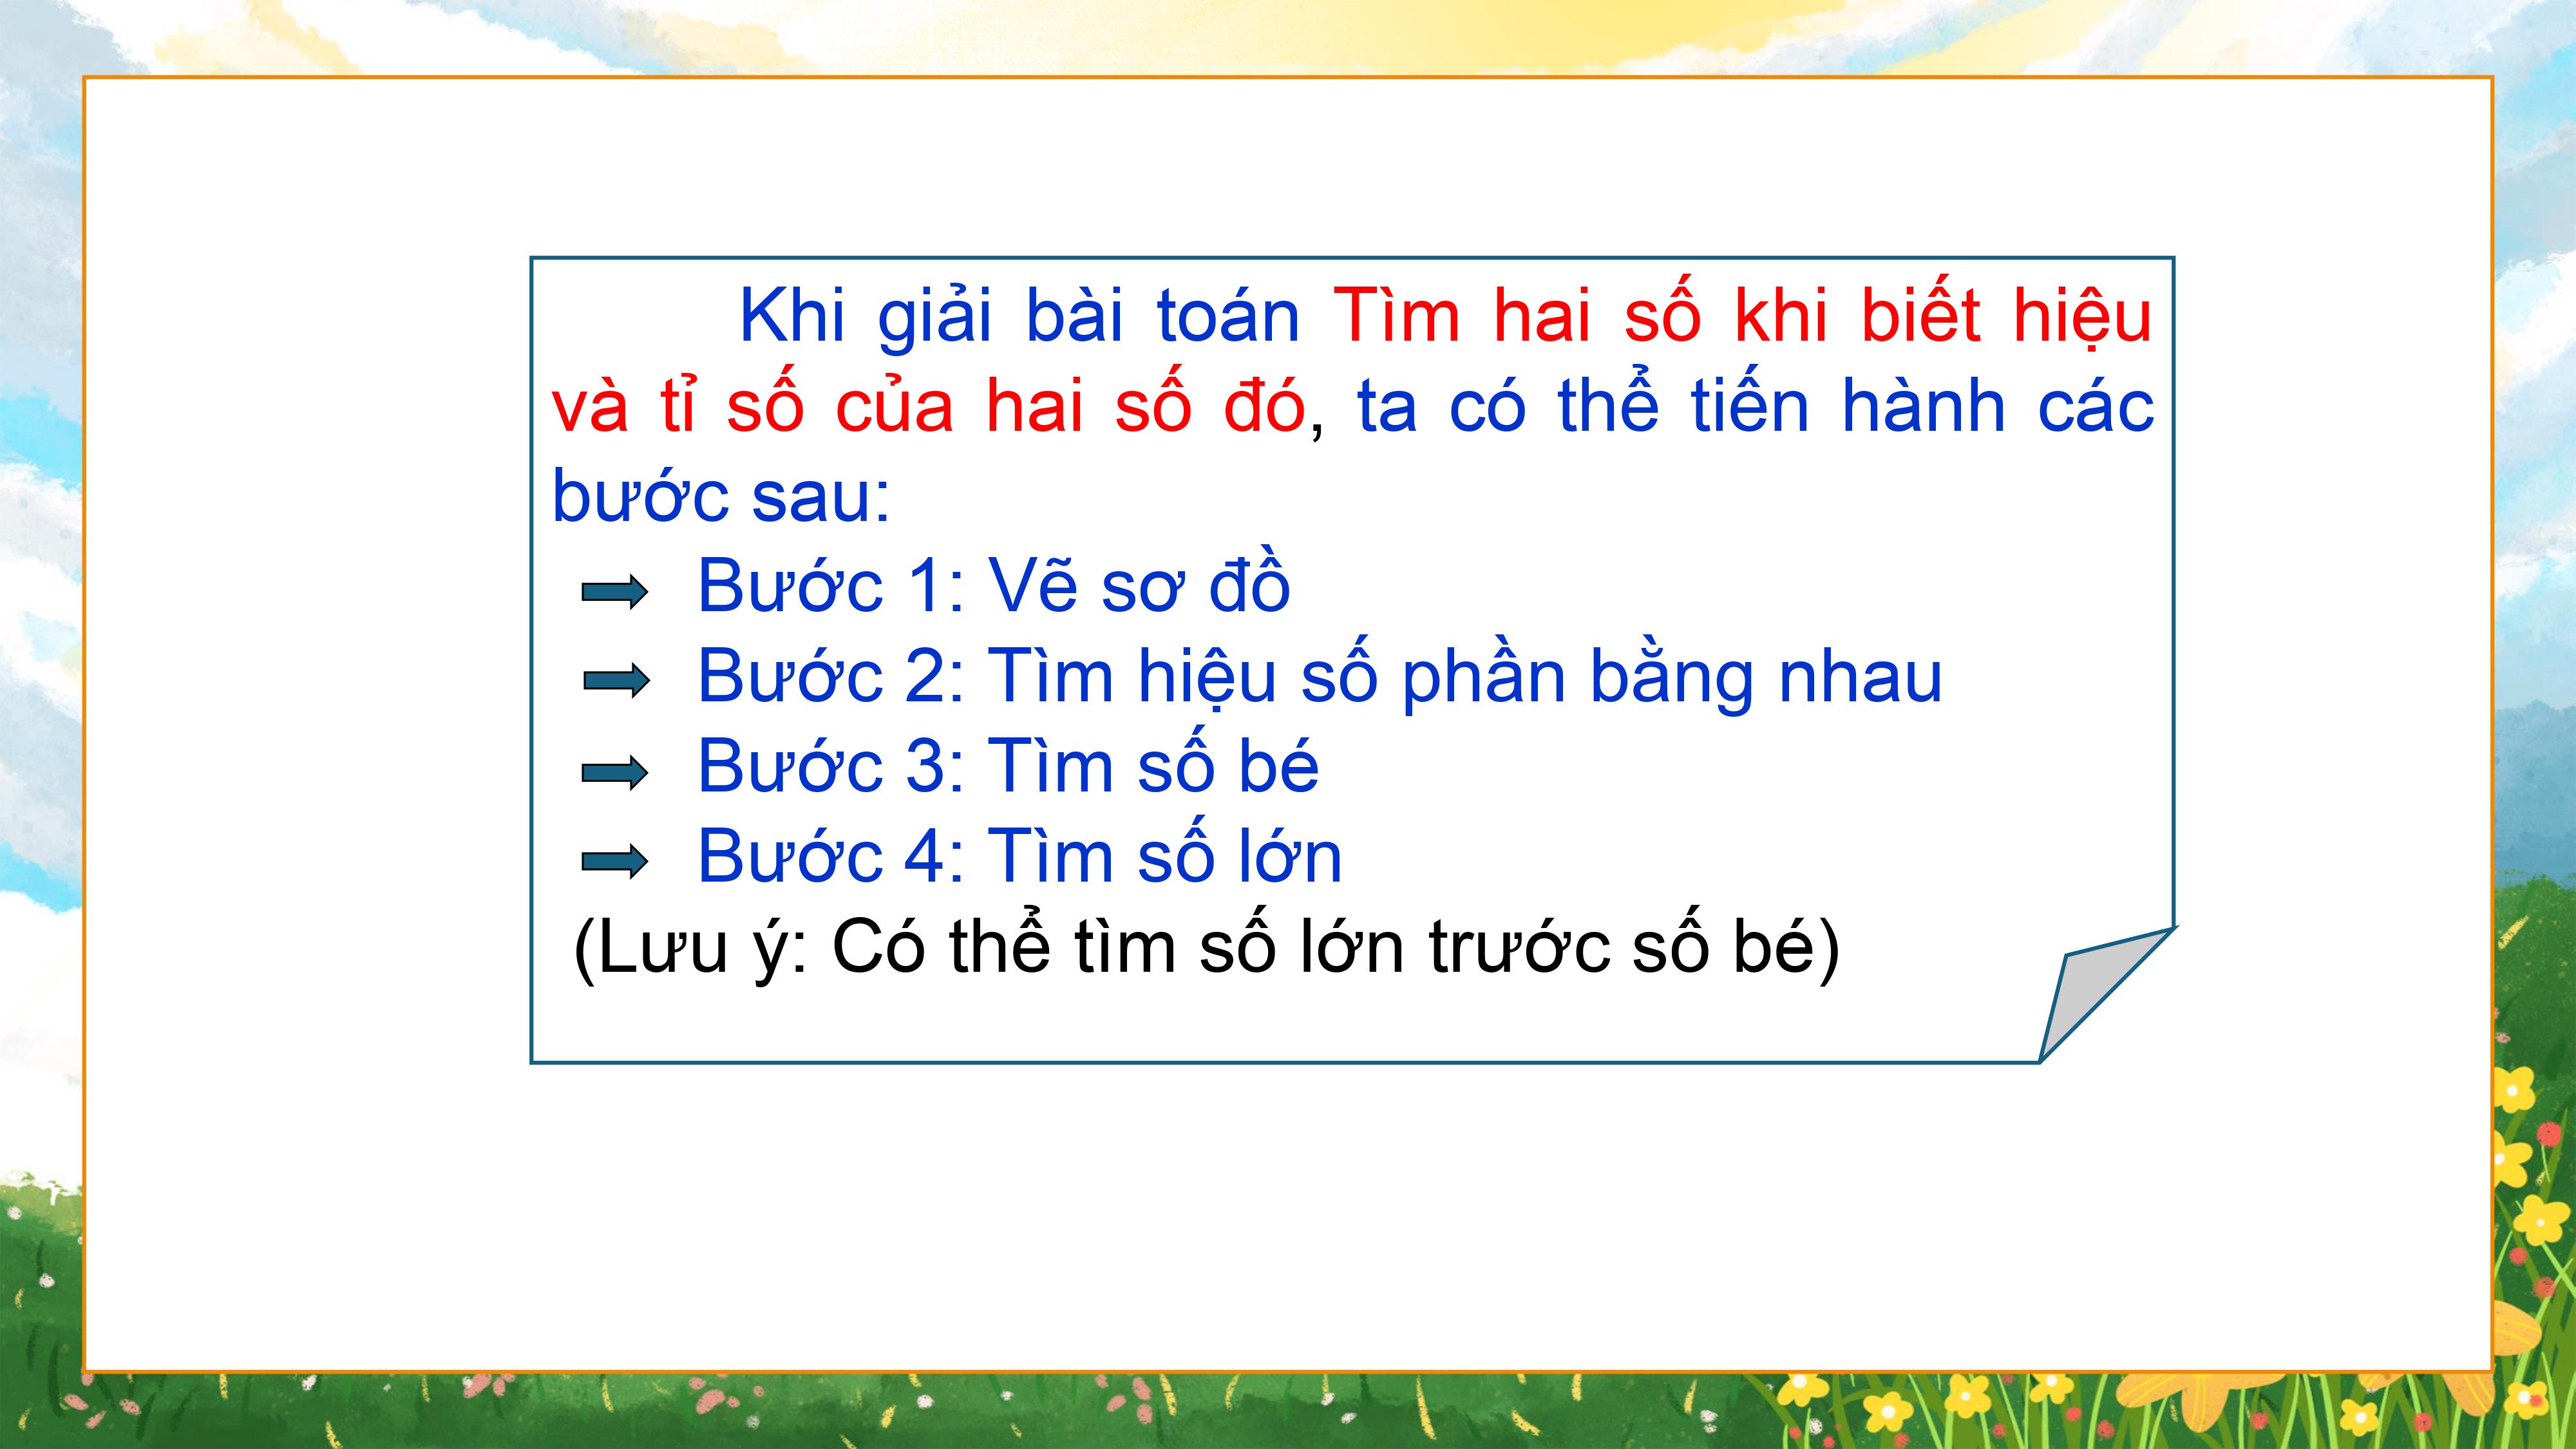 Khi giải bài toán Tìm hai số khi biết hiệu
và tỉ số của hai số đó, ta có thể tiến hành các
bước sau:
Bước 1: Vẽ sơ đồ
Bước 2: Tìm hiệu số phần bằng nhau
Bước 3: Tìm số bé
Bước 4: Tìm số lớn
(Lưu ý: Có thể tìm số lớn trước số bé)